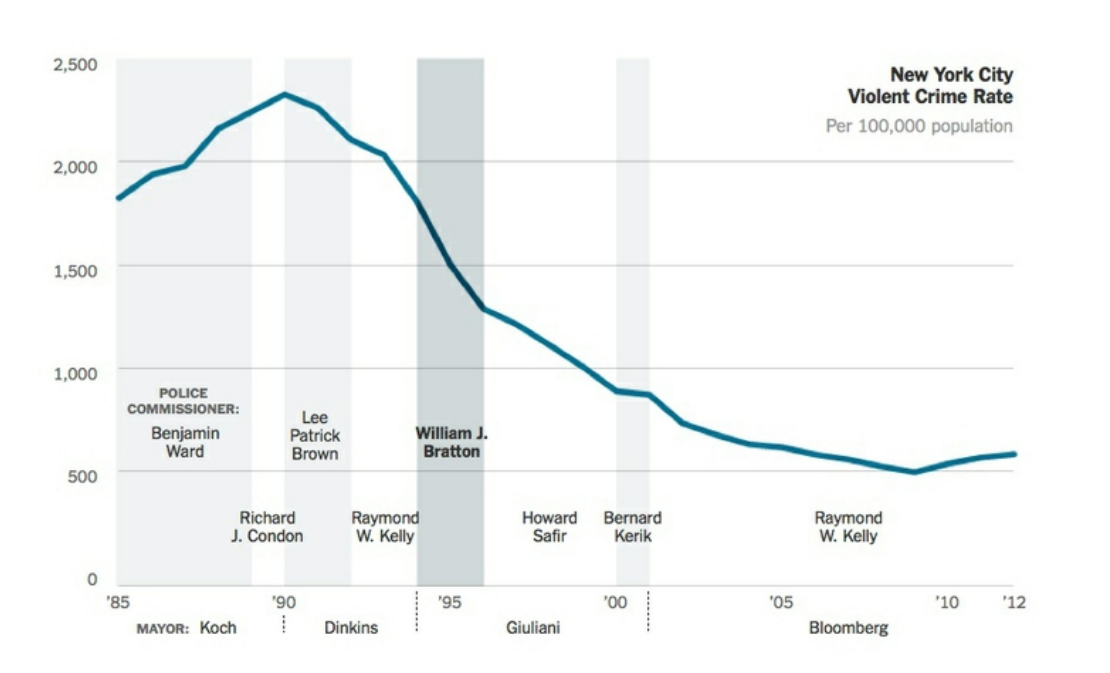 New York City
Violent Crime Rate
Per 100,000 population
2,500
2,000
1,500
1,000
500
0
POLICE
COMMISSIONER:
Benjamin
Ward
Richard
J. Condon
Lee
Patrick
Brown
Raymond
W. Kelly
William J.
Bratton
Howard
Safir
Bernard
Kerik
Raymond
W. Kelly
'85 '90 '95 '00 '05 '10 '12
MAYOR: Koch Dinkins Giuliani Bloomberg